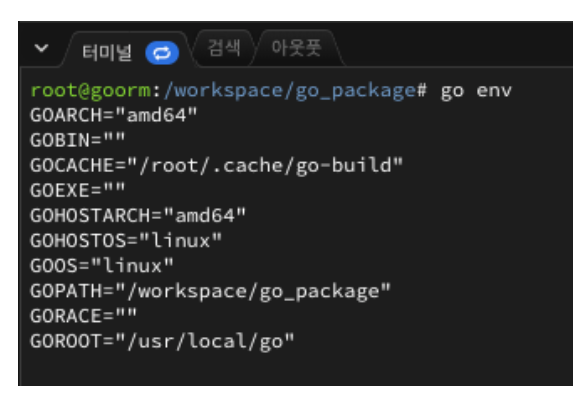 터미널 검색 아웃풋
root@goorm:/workspace/go_package# go env
GOARCH="amd64"
GOBIN=""
GOCACHE="/root/.cache/go-build"
GOEXE=""
GOHOSTARCH="amd64"
GOHOSTOS="linux"
GOOS="linux"
GOPATH="/workspace/go_package"
GORACE=""
GOROOT="/usr/local/go"